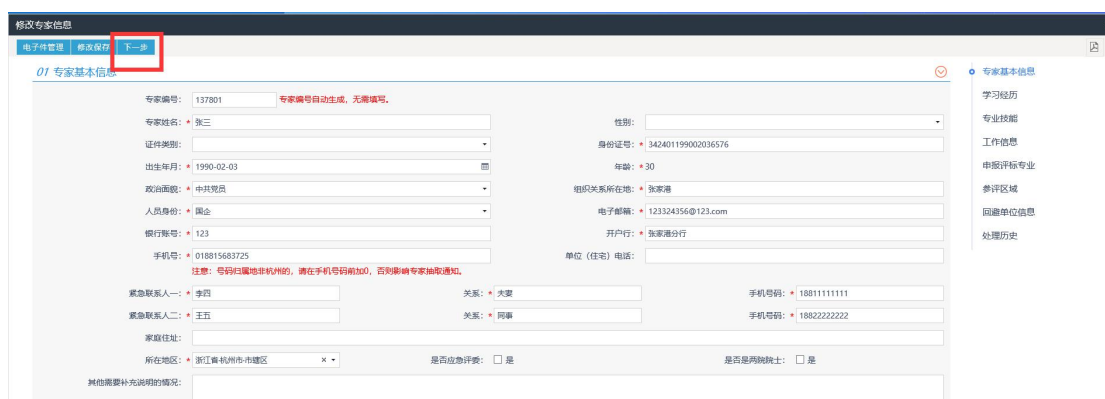 修改专家信息
电子件管理 修改保存 下一步
01 专家基本信息
专家编号: 137801 专家编号自动生成，无需填写。
专家姓名: * 张三 性别:
证件类别: 身份证号: * 342401199002036576
出生年月: * 1990-02-03 年龄: * 30
政治面貌: * 中共党员 组织关系所在地: * 张家港
人员身份: * 国企 电子邮箱: * 123324356@123.com
银行账号: * 123 开户行: * 张家港分行
手机号: * 018815683725 单位（住宅）电话:
注意：号码归属地非杭州的，请在手机号码前加0，否则影响专家抽取通知。
紧急联系人一: * 李四 关系: * 夫妻 手机号码: * 18811111111
紧急联系人二: * 王五 关系: * 同事 手机号码: * 18822222222
家庭住址:
所在地区: * 浙江省·杭州市·市辖区 × 是否应急评委: 是 是否是两院院士: 是
其他需要补充说明的情况:
专家基本信息
学习经历
专业技能
工作信息
申报评标专业
参评区域
回避单位信息
处理历史